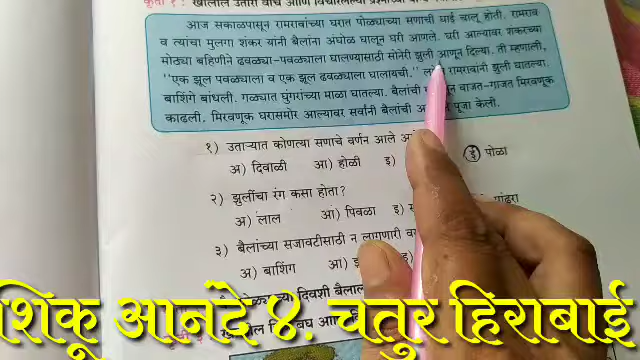 कृती १ : खालील उतारा वाचा आणि विचारलेल्या प्रश्नांची
आज सकाळपासून रामरावांच्या घरात पोळ्याच्या सणाची घाई चालू होती. रामराव
व त्यांचा मुलगा शंकर यांनी बैलांना अंघोळ घालून घरी आणले. घरी आल्यावर शंकरच्या
मोठ्या बहिणीने ढवळ्या-पवळ्याला घालण्यासाठी सोनेरी झुली आणून दिल्या. ती म्हणाली,
"एक झूल पवळ्याला व एक झूल ढवळ्याला घालायची." रामरावांनी झुली घातल्या.
बाशिंगे बांधली. गळ्यात घुंगरांच्या माळा घातल्या. बैलांची वाजत-गाजत मिरवणूक
काढली. मिरवणूक घरासमोर आल्यावर सर्वांनी बैलांची पूजा केली.
१) उताऱ्यात कोणत्या सणाचे वर्णन आले
अ) दिवाळी आ) होळी इ) ई) पोळा
२) झुलींचा रंग कसा होता?
अ) लाल आ) पिवळा इ) पांढरा
३) बैलांच्या सजावटीसाठी न लागणारी
अ) बाशिंग आ)
दिवशी बैला
शिकू आनंदे ४. चतुर हिराबाई